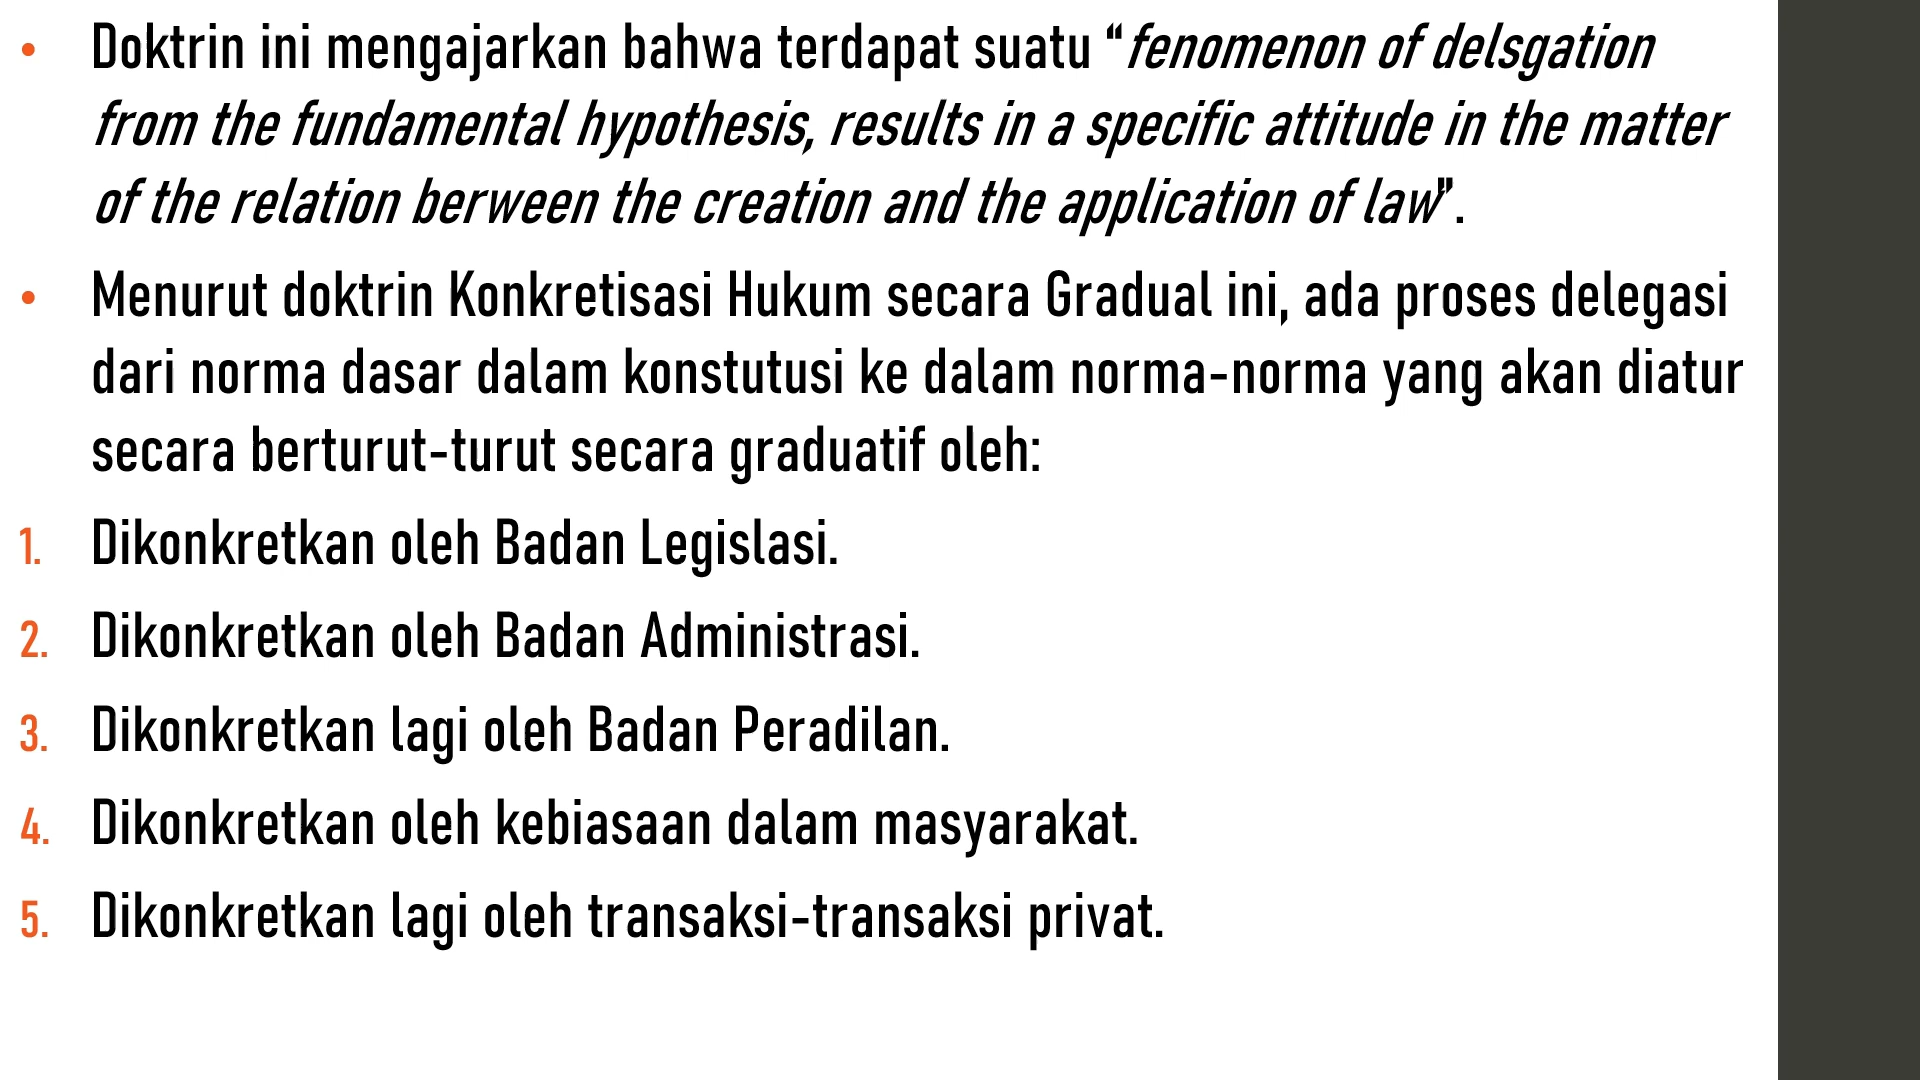 • Doktrin ini mengajarkan bahwa terdapat suatu “fenomenon of delsgation
from the fundamental hypothesis, results in a specific attitude in the matter
of the relation berween the creation and the application of law”.
• Menurut doktrin Konkretisasi Hukum secara Gradual ini, ada proses delegasi
dari norma dasar dalam konstutusi ke dalam norma-norma yang akan diatur
secara berturut-turut secara graduatif oleh:
1. Dikonkretkan oleh Badan Legislasi.
2. Dikonkretkan oleh Badan Administrasi.
3. Dikonkretkan lagi oleh Badan Peradilan.
4. Dikonkretkan oleh kebiasaan dalam masyarakat.
5. Dikonkretkan lagi oleh transaksi-transaksi privat.